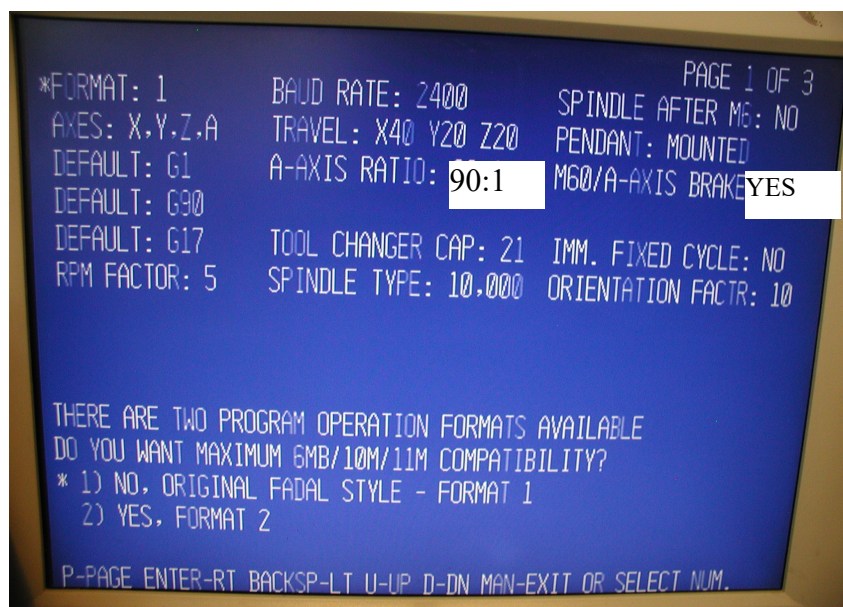 PAGE 1 OF 3
*FORMAT: 1 BAUD RATE: 2400 SPINDLE AFTER M6: NO
AXES: X,Y,Z,A TRAVEL: X40 Y20 Z20 PENDANT: MOUNTED
DEFAULT: G1 A-AXIS RATIO: 90:1 M60/A-AXIS BRAKE YES
DEFAULT: G90
DEFAULT: G17 TOOL CHANGER CAP: 21 IMM. FIXED CYCLE: NO
RPM FACTOR: 5 SPINDLE TYPE: 10,000 ORIENTATION FACTR: 10
THERE ARE TWO PROGRAM OPERATION FORMATS AVAILABLE
DO YOU WANT MAXIMUM 6MB/10M/11M COMPATIBILITY?
* 1) NO, ORIGINAL FADAL STYLE - FORMAT 1
2) YES, FORMAT 2
P-PAGE ENTER-RT BACKSP-LT U-UP D-DN MAN-EXIT OR SELECT NUM.